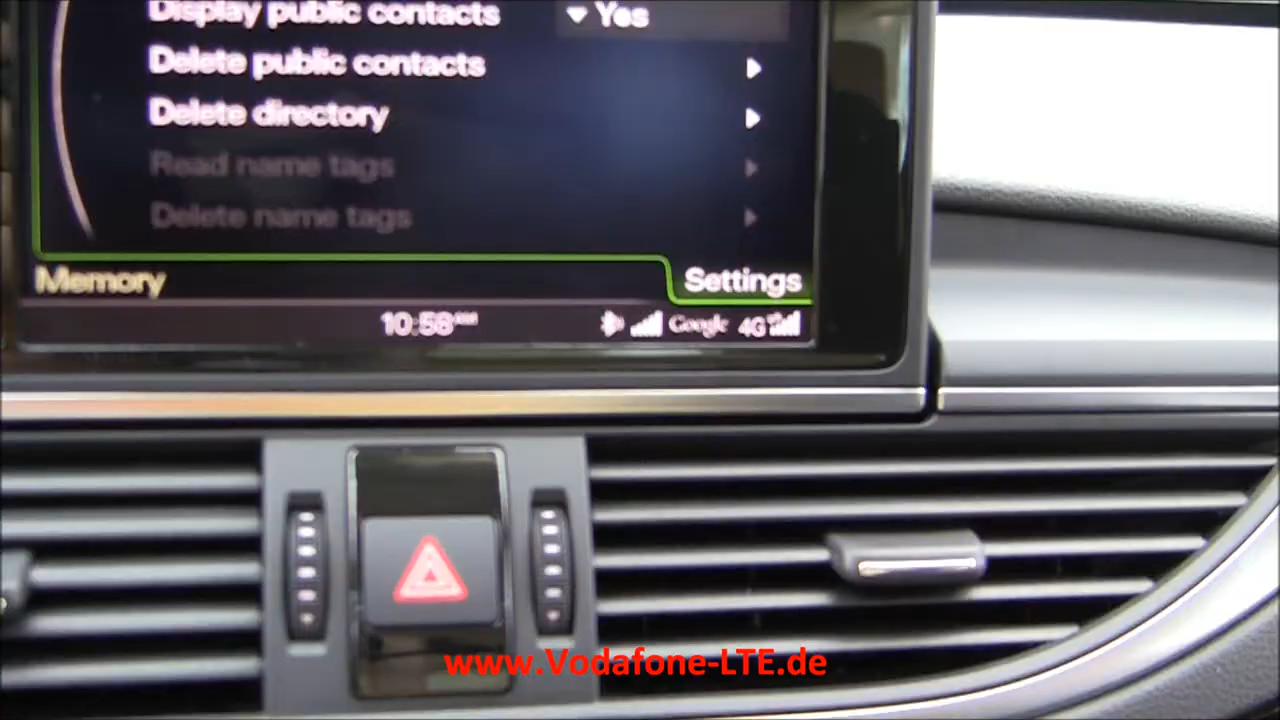 Display public contacts Yes
Delete public contacts
Delete directory
Read name tags
Delete name tags
Memory Settings
10:58 AM Google 4G
www.Vodafone-LTE.de